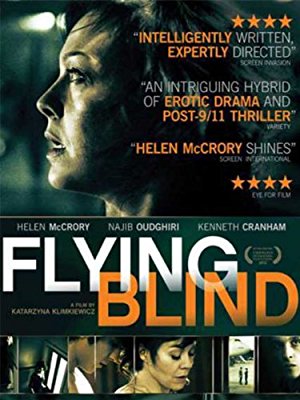 ★★★★
"INTELLIGENTLY WRITTEN,
EXPERTLY DIRECTED"
SCREEN INVASION
"AN INTRIGUING HYBRID
OF EROTIC DRAMA AND
POST-9/11 THRILLER"
VARIETY
"HELEN McCRORY SHINES"
SCREEN INTERNATIONAL
★★★★
EYE FOR FILM
HELEN McCRORY NAJIB OUDGHIRI KENNETH CRANHAM
FLYING
BLIND
A FILM BY
KATARZYNA KLIMKIEWICZ